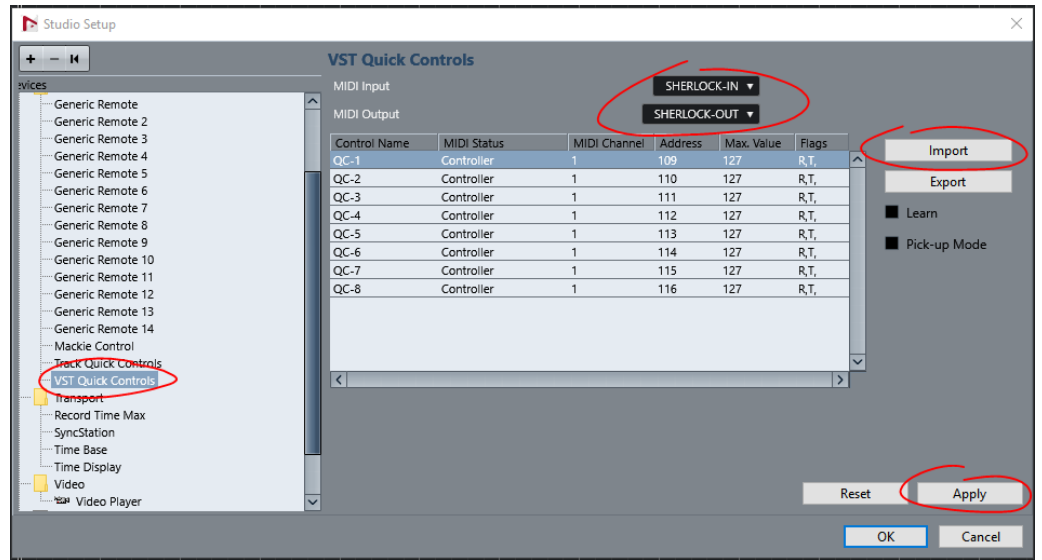 Studio Setup
+ -
evices
Generic Remote
Generic Remote 2
Generic Remote 3
Generic Remote 4
Generic Remote 5
Generic Remote 6
Generic Remote 7
Generic Remote 8
Generic Remote 9
Generic Remote 10
Generic Remote 11
Generic Remote 12
Generic Remote 13
Generic Remote 14
Mackie Control
Track Quick Controls
VST Quick Controls
Transport
Record Time Max
SyncStation
Time Base
Time Display
Video
Video Player
VST Quick Controls
MIDI Input SHERLOCK-IN
MIDI Output SHERLOCK-OUT
Control Name MIDI Status MIDI Channel Address Max. Value Flags
QC-1 Controller 1 109 127 R,T,
QC-2 Controller 1 110 127 R,T,
QC-3 Controller 1 111 127 R,T,
QC-4 Controller 1 112 127 R,T,
QC-5 Controller 1 113 127 R,T,
QC-6 Controller 1 114 127 R,T,
QC-7 Controller 1 115 127 R,T,
QC-8 Controller 1 116 127 R,T,
Import
Export
Learn
Pick-up Mode
Reset Apply
OK Cancel